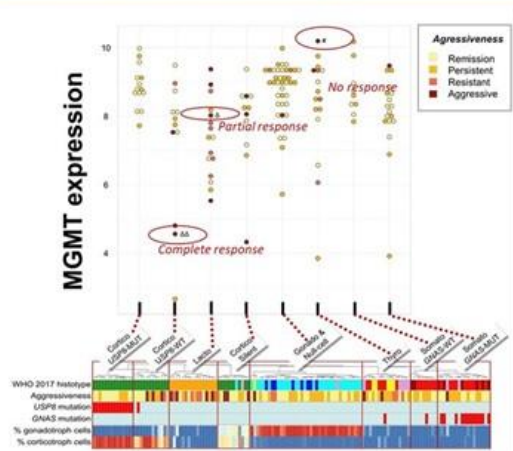 MGMT expression
10
8
6
4
Agressiveness
Remission
Persistent
Resistant
Aggressive
*
No response
Δ
Partial response
ΔΔ
Complete response
Cortico
USP8-MUT
Cortico
USP8-WT
Lacto
Cortico
Silent
Gonado &
Null-cell
Thyro
Somato
GNAS-WT
Somato
GNAS-MUT
WHO 2017 histotype
Aggressiveness
USP8 mutation
GNAS mutation
% gonadotroph cells
% corticotroph cells